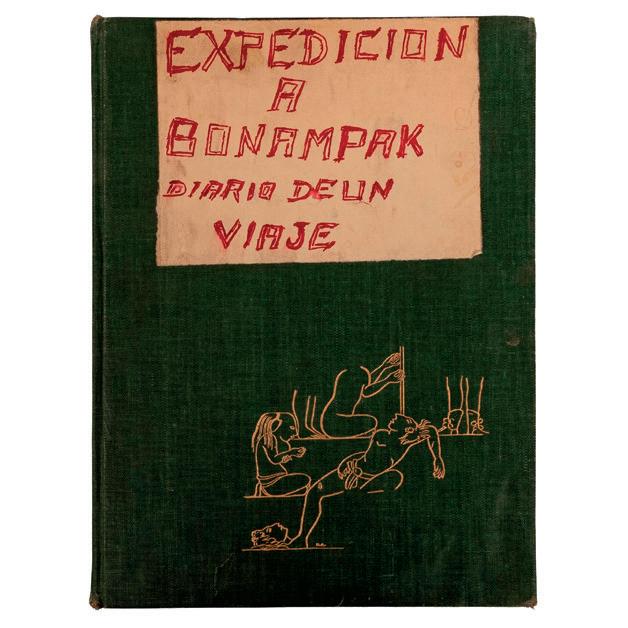 EXPEDICION
A
BONAMPAK
DIARIO DE UN
VIAJE